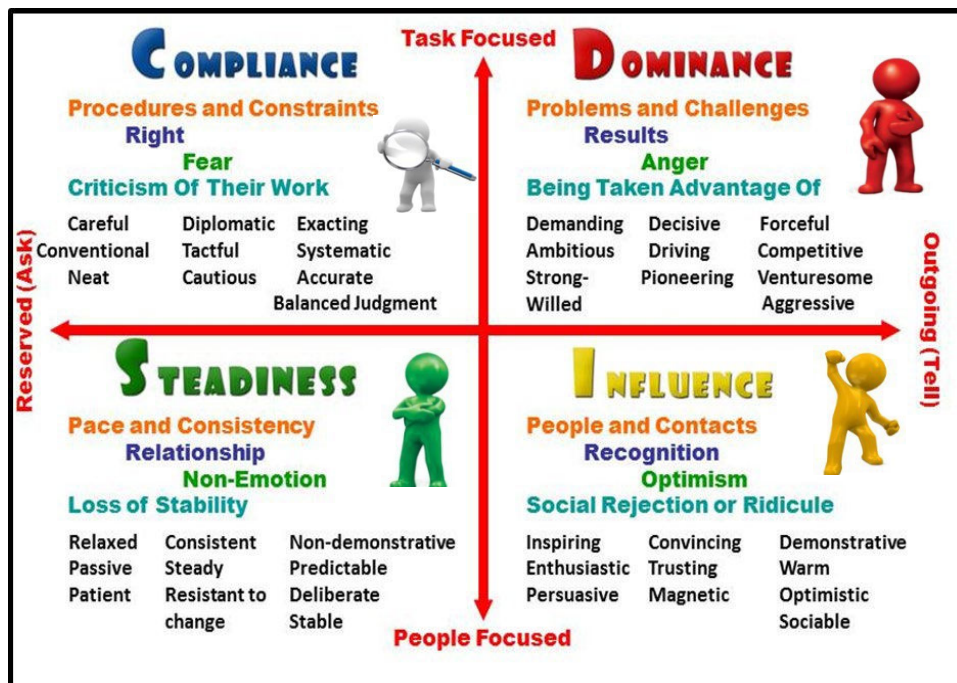 Task Focused
COMPLIANCE
Procedures and Constraints
Right
Fear
Criticism Of Their Work
Careful Diplomatic Exacting
Conventional Tactful Systematic
Neat Cautious Accurate
Balanced Judgment
DOMINANCE
Problems and Challenges
Results
Anger
Being Taken Advantage Of
Demanding Decisive Forceful
Ambitious Driving Competitive
Strong- Pioneering Venturesome
Willed Aggressive
Reserved (Ask)
Outgoing (Tell)
STEADINESS
Pace and Consistency
Relationship
Non-Emotion
Loss of Stability
Relaxed Consistent Non-demonstrative
Passive Steady Predictable
Patient Resistant to Deliberate
change Stable
INFLUENCE
People and Contacts
Recognition
Optimism
Social Rejection or Ridicule
Inspiring Convincing Demonstrative
Enthusiastic Trusting Warm
Persuasive Magnetic Optimistic
Sociable
People Focused